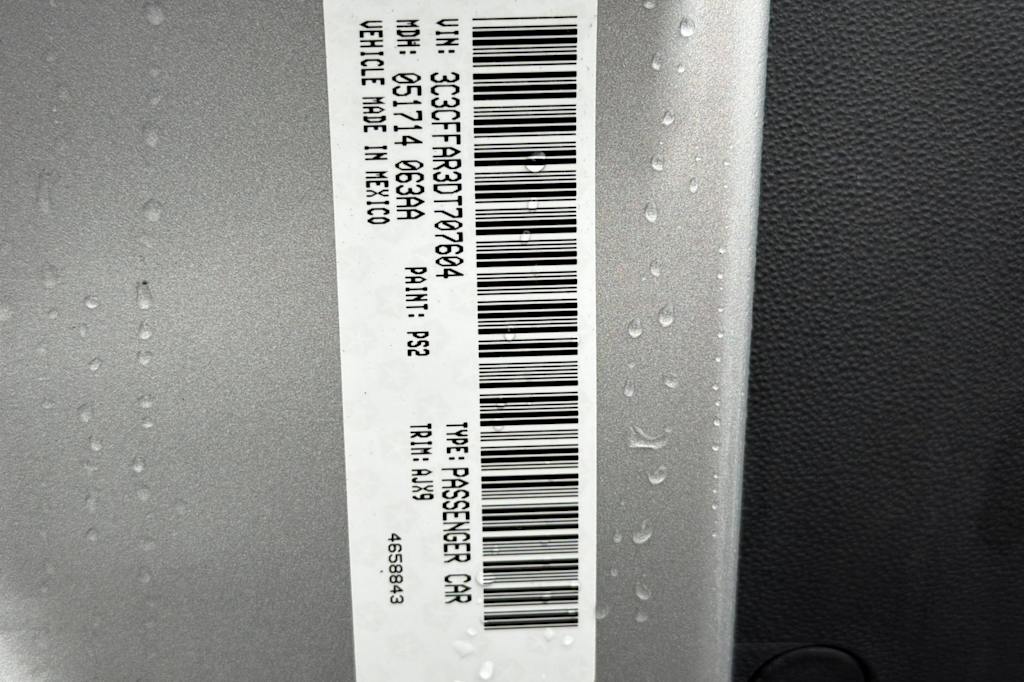 VIN: 3C3CFFAR3DT707604 TYPE: PASSENGER CAR
MDH: 051714 063AA PAINT: PS2 TRIM: AJX9
VEHICLE MADE IN MEXICO 4658843